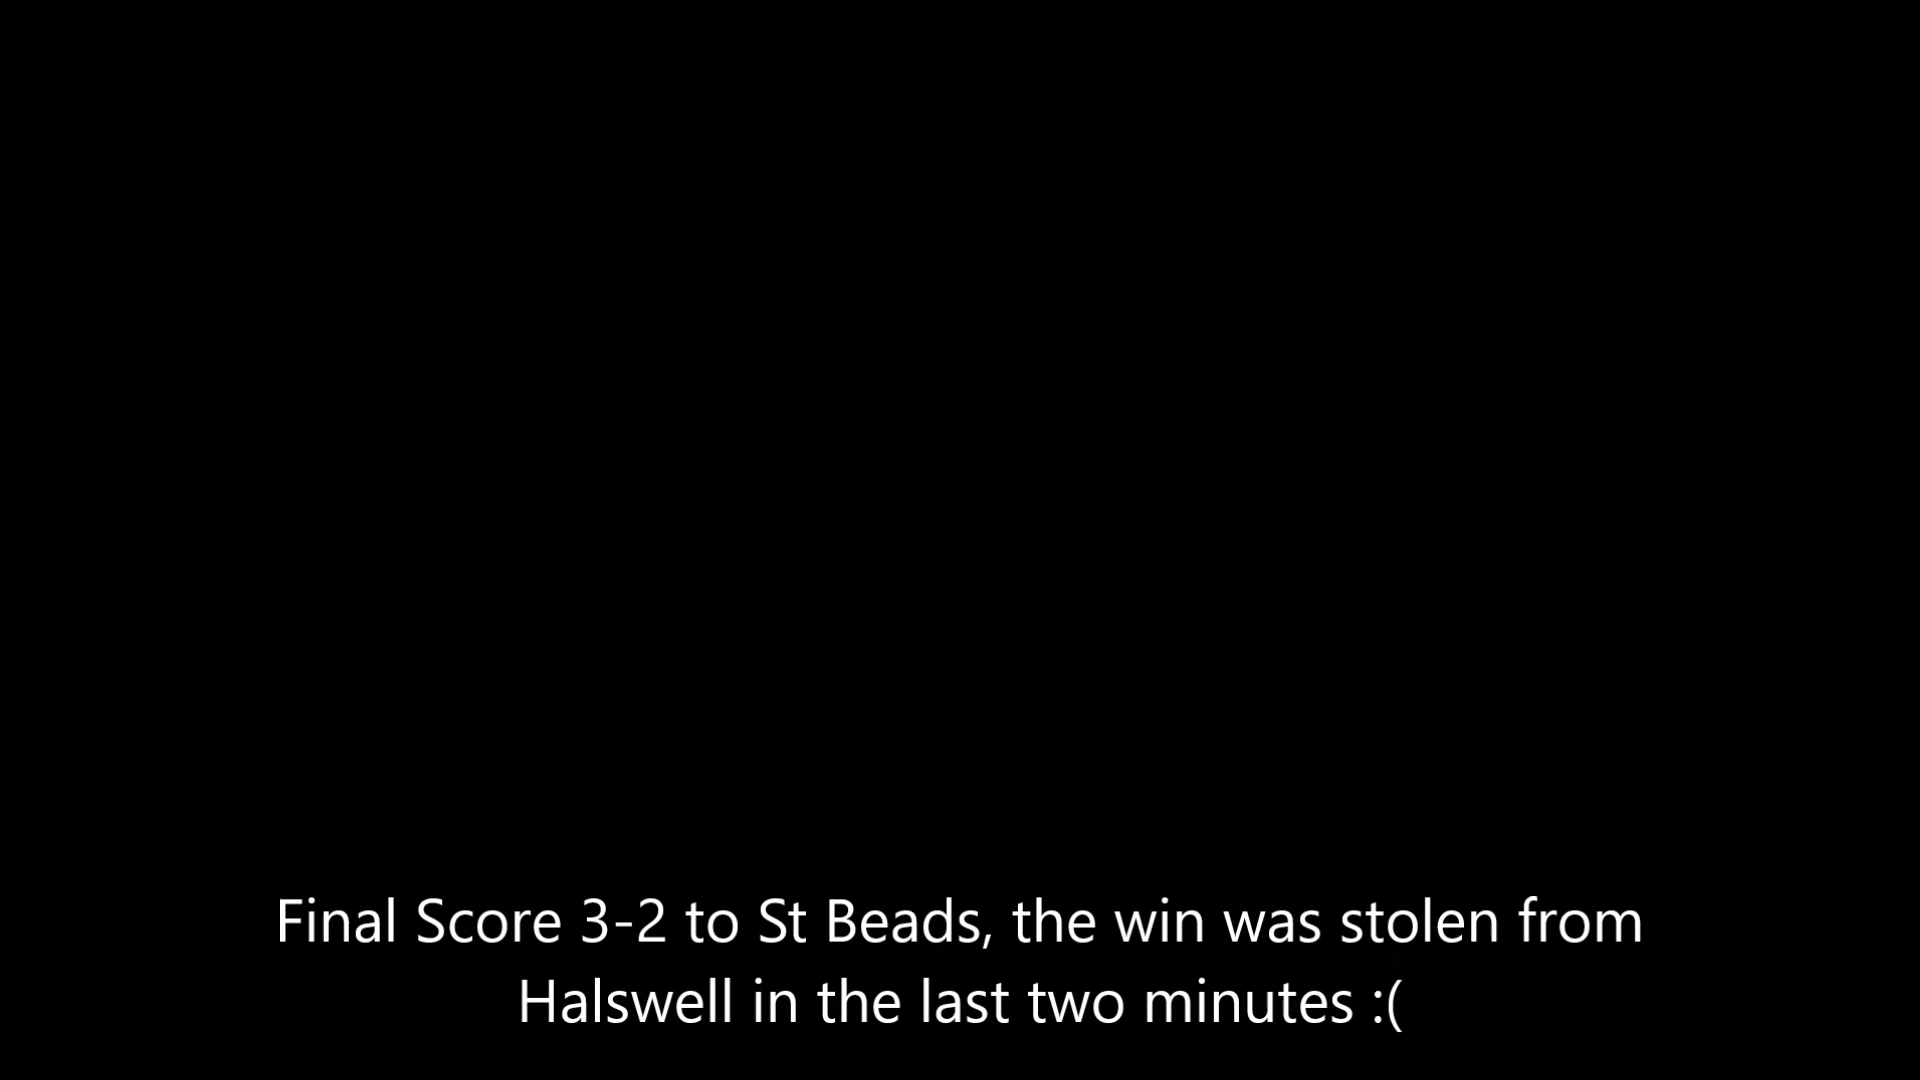 Final Score 3-2 to St Beads, the win was stolen from
Halswell in the last two minutes :(